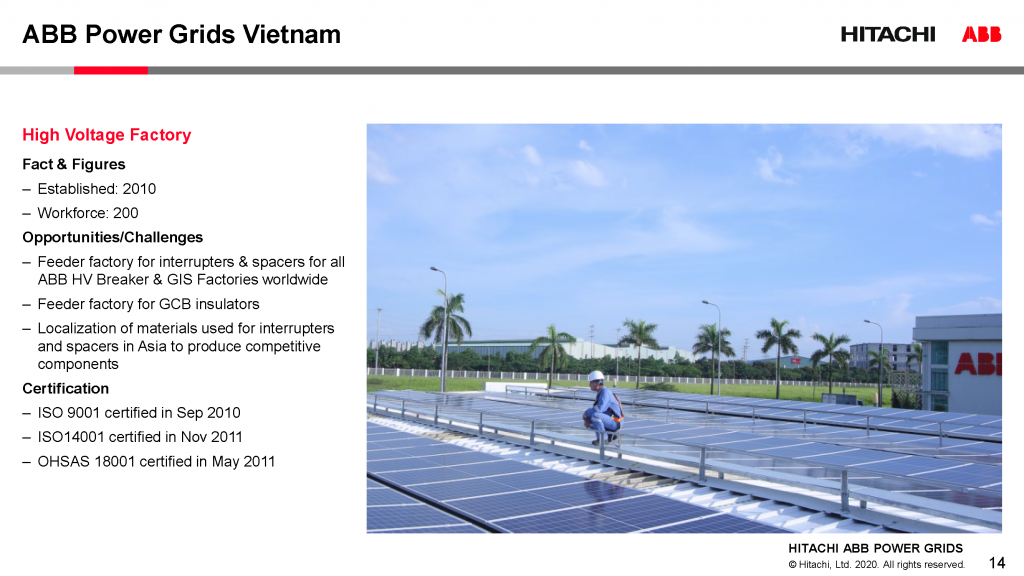 ABB Power Grids Vietnam
HITACHI ABB
High Voltage Factory
Fact & Figures
– Established: 2010
– Workforce: 200
Opportunities/Challenges
– Feeder factory for interrupters & spacers for all
ABB HV Breaker & GIS Factories worldwide
– Feeder factory for GCB insulators
– Localization of materials used for interrupters
and spacers in Asia to produce competitive
components
Certification
– ISO 9001 certified in Sep 2010
– ISO14001 certified in Nov 2011
– OHSAS 18001 certified in May 2011
ABB
HITACHI ABB POWER GRIDS
© Hitachi, Ltd. 2020. All rights reserved.
14